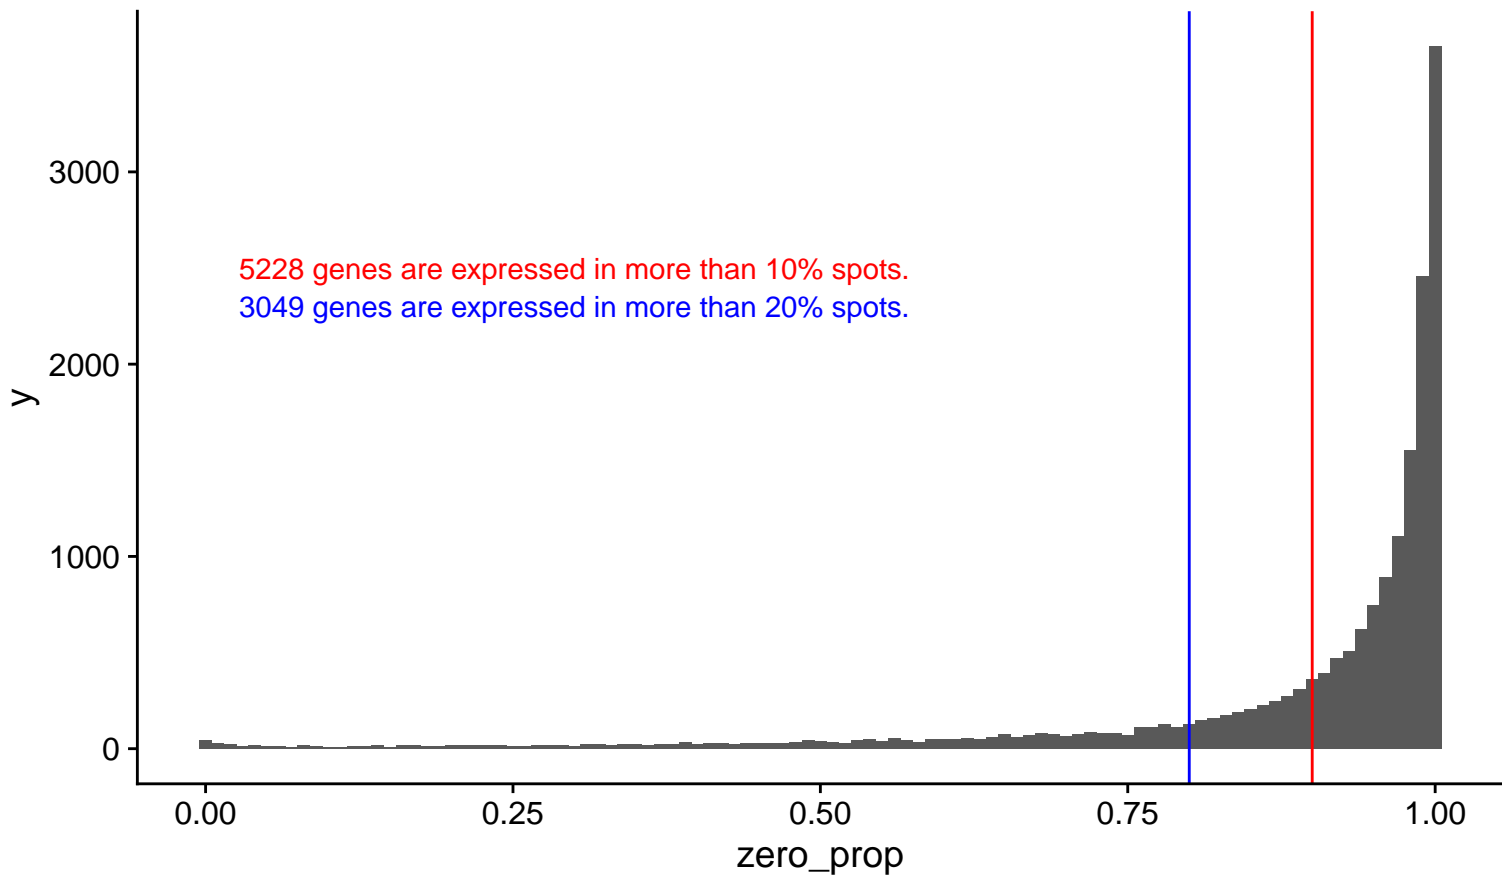 3000
2000
1000
0
y
5228 genes are expressed in more than 10% spots.
3049 genes are expressed in more than 20% spots.
0.00 0.25 0.50 0.75 1.00
zero_prop